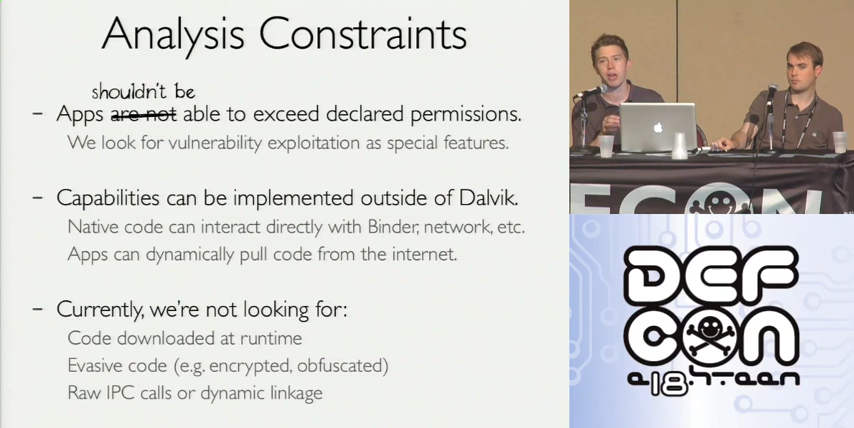 Analysis Constraints
shouldn't be
- Apps are not able to exceed declared permissions.
We look for vulnerability exploitation as special features.
- Capabilities can be implemented outside of Dalvik.
Native code can interact directly with Binder, network, etc.
Apps can dynamically pull code from the internet.
- Currently, we're not looking for:
Code downloaded at runtime
Evasive code (e.g. encrypted, obfuscated)
Raw IPC calls or dynamic linkage
DEFCON
DEF
CON
e18h.teen